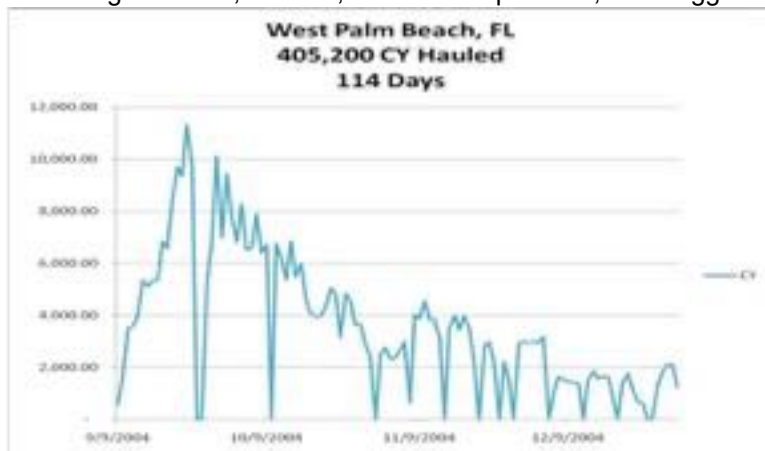 West Palm Beach, FL
405,200 CY Hauled
114 Days
12,000.00
10,000.00
8,000.00
6,000.00
4,000.00
2,000.00
-
CY
9/9/2004 10/9/2004 11/9/2004 12/9/2004